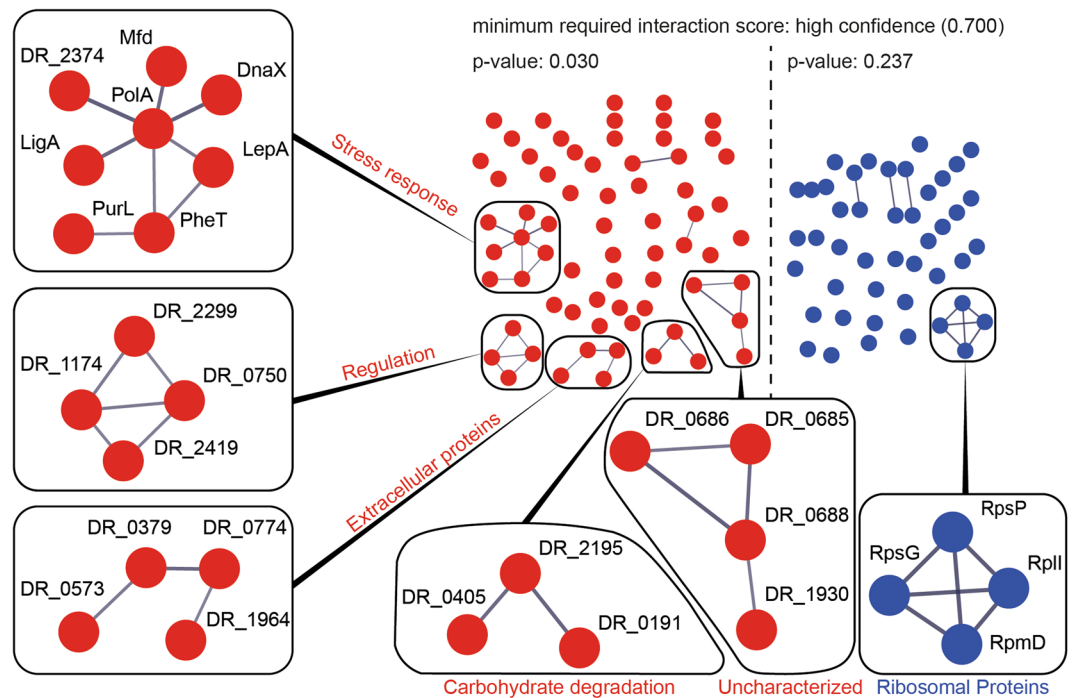 minimum required interaction score: high confidence (0.700)
p-value: 0.030
p-value: 0.237
Mfd
DR_2374
DnaX
PolA
LigA
LepA
PurL
PheT
Stress response
DR_2299
DR_1174
DR_0750
DR_2419
Regulation
DR_0379
DR_0774
DR_0573
DR_1964
Extracellular proteins
DR_2195
DR_0405
DR_0191
Carbohydrate degradation
DR_0686
DR_0685
DR_0688
DR_1930
Uncharacterized
RpsP
RpsG
RplI
RpmD
Ribosomal Proteins